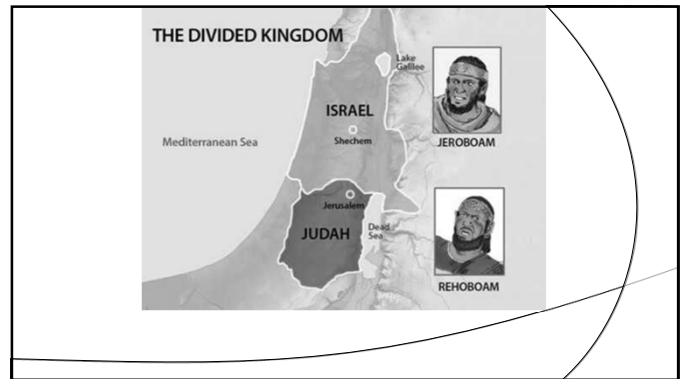 THE DIVIDED KINGDOM
Lake
Galilee
ISRAEL
Shechem
Mediterranean Sea
JEROBOAM
Jerusalem
JUDAH
Dead
Sea
REHOBOAM